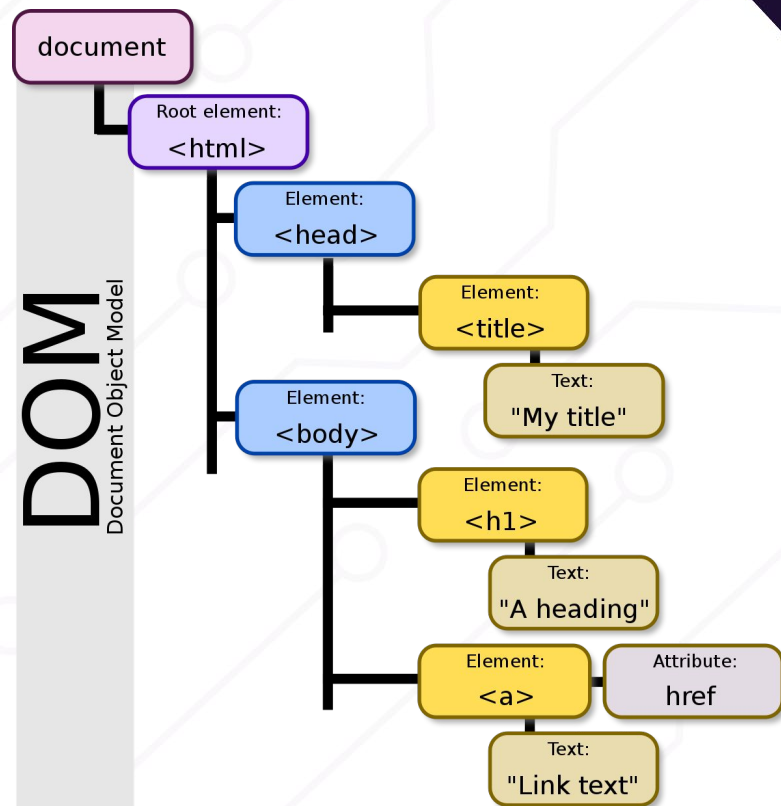 document
Root element:
<html>
Element:
<head>
Element:
<title>
Text:
"My title"
Element:
<body>
Element:
<h1>
Text:
"A heading"
Element:
<a>
Attribute:
href
Text:
"Link text"
DOM
Document Object Model